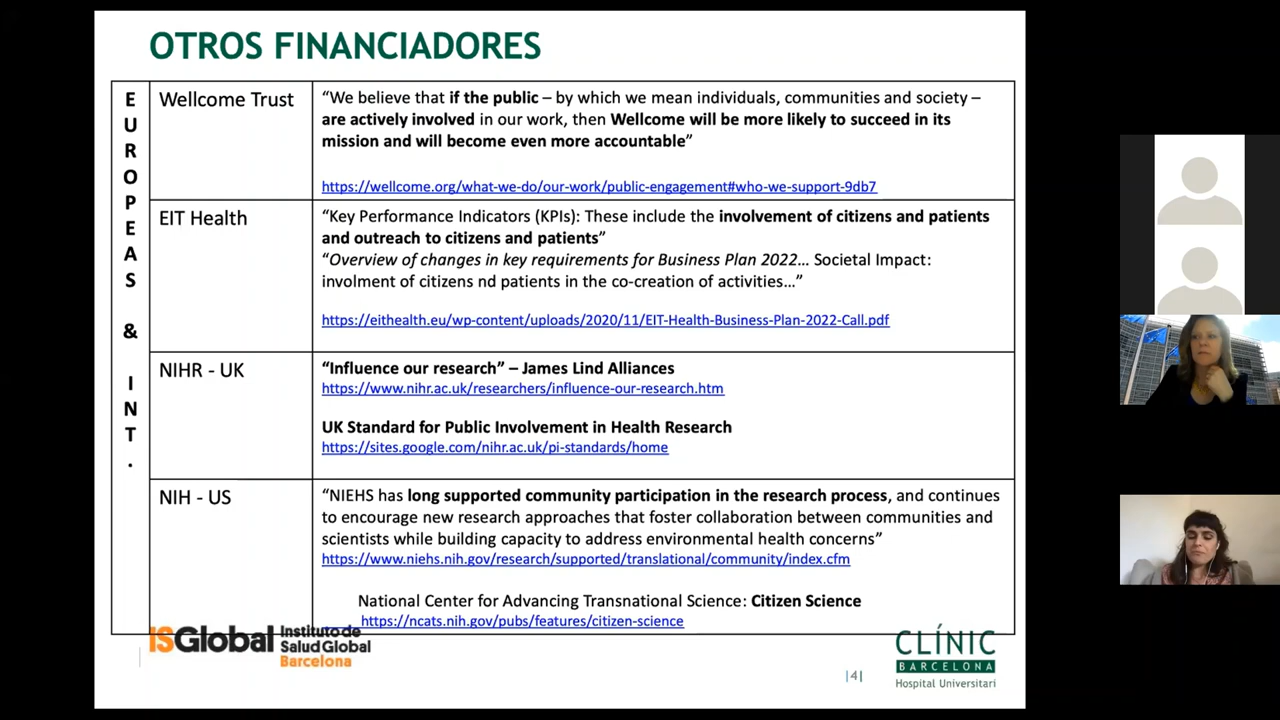 OTROS FINANCIADORES
EUROPEAS & INT.
Wellcome Trust
“We believe that if the public – by which we mean individuals, communities and society –
are actively involved in our work, then Wellcome will be more likely to succeed in its
mission and will become even more accountable”
https://wellcome.org/what-we-do/our-work/public-engagement#who-we-support-9db7
EIT Health
“Key Performance Indicators (KPIs): These include the involvement of citizens and patients
and outreach to citizens and patients”
“Overview of changes in key requirements for Business Plan 2022… Societal Impact:
involment of citizens nd patients in the co-creation of activities…”
https://eithealth.eu/wp-content/uploads/2020/11/EIT-Health-Business-Plan-2022-Call.pdf
NIHR - UK
“Influence our research” – James Lind Alliances
https://www.nihr.ac.uk/researchers/influence-our-research.htm
UK Standard for Public Involvement in Health Research
https://sites.google.com/nihr.ac.uk/pi-standards/home
NIH - US
“NIEHS has long supported community participation in the research process, and continues
to encourage new research approaches that foster collaboration between communities and
scientists while building capacity to address environmental health concerns”
https://www.niehs.nih.gov/research/supported/translational/community/index.cfm
National Center for Advancing Transnational Science: Citizen Science
https://ncats.nih.gov/pubs/features/citizen-science
ISGlobal
Instituto de
Salud Global
Barcelona
|4|
CLÍNIC
BARCELONA
Hospital Universitari